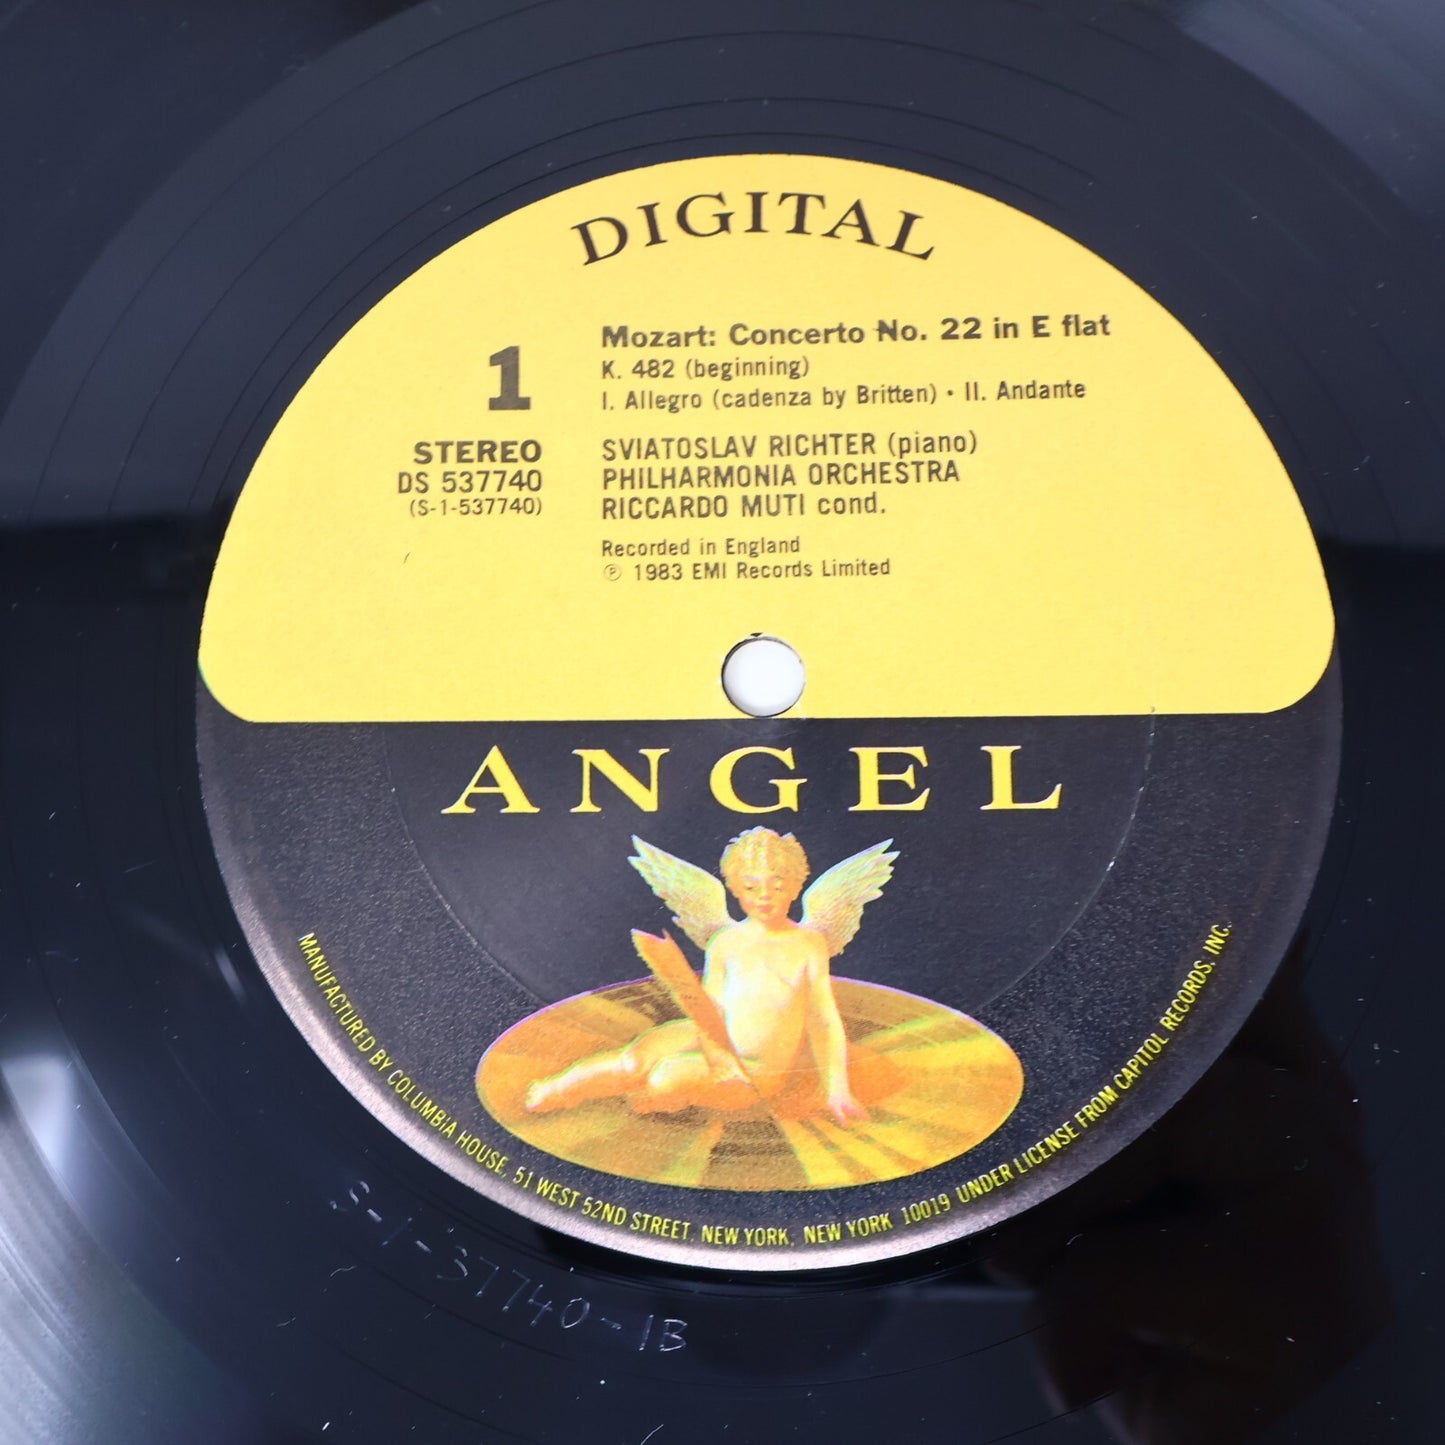 DIGITAL
1
STEREO
DS 537740
(S-1-537740)
Mozart: Concerto No. 22 in E flat
K. 482 (beginning)
I. Allegro (cadenza by Britten) • II. Andante
SVIATOSLAV RICHTER (piano)
PHILHARMONIA ORCHESTRA
RICCARDO MUTI cond.
Recorded in England
℗ 1983 EMI Records Limited
ANGEL
MANUFACTURED BY COLUMBIA HOUSE, 51 WEST 52ND STREET, NEW YORK, NEW YORK 10019 UNDER LICENSE FROM CAPITOL RECORDS, INC.
S-1-37740-1B